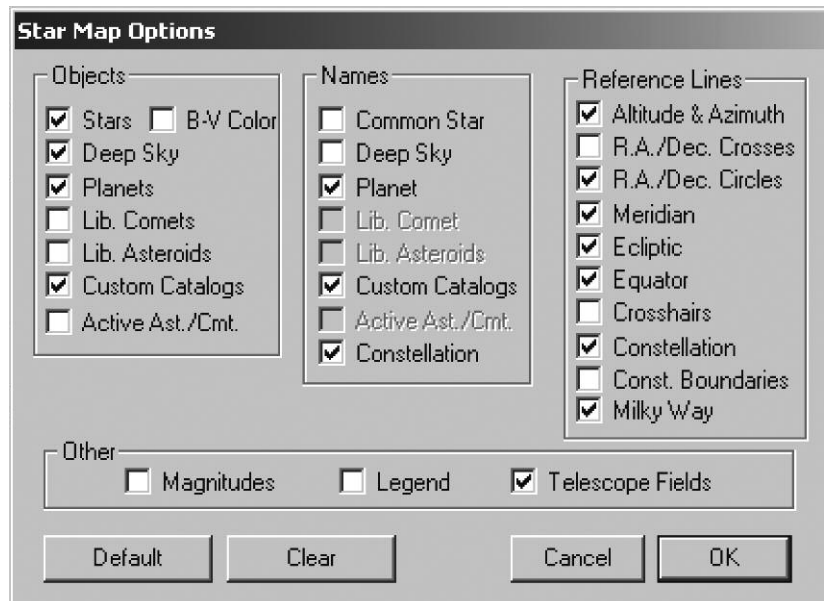 Star Map Options
Objects
Stars B-V Color
Deep Sky
Planets
Lib. Comets
Lib. Asteroids
Custom Catalogs
Active Ast./Cmt.
Names
Common Star
Deep Sky
Planet
Lib. Comet
Lib. Asteroids
Custom Catalogs
Active Ast./Cmt.
Constellation
Reference Lines
Altitude & Azimuth
R.A./Dec. Crosses
R.A./Dec. Circles
Meridian
Ecliptic
Equator
Crosshairs
Constellation
Const. Boundaries
Milky Way
Other
Magnitudes Legend Telescope Fields
Default Clear Cancel OK